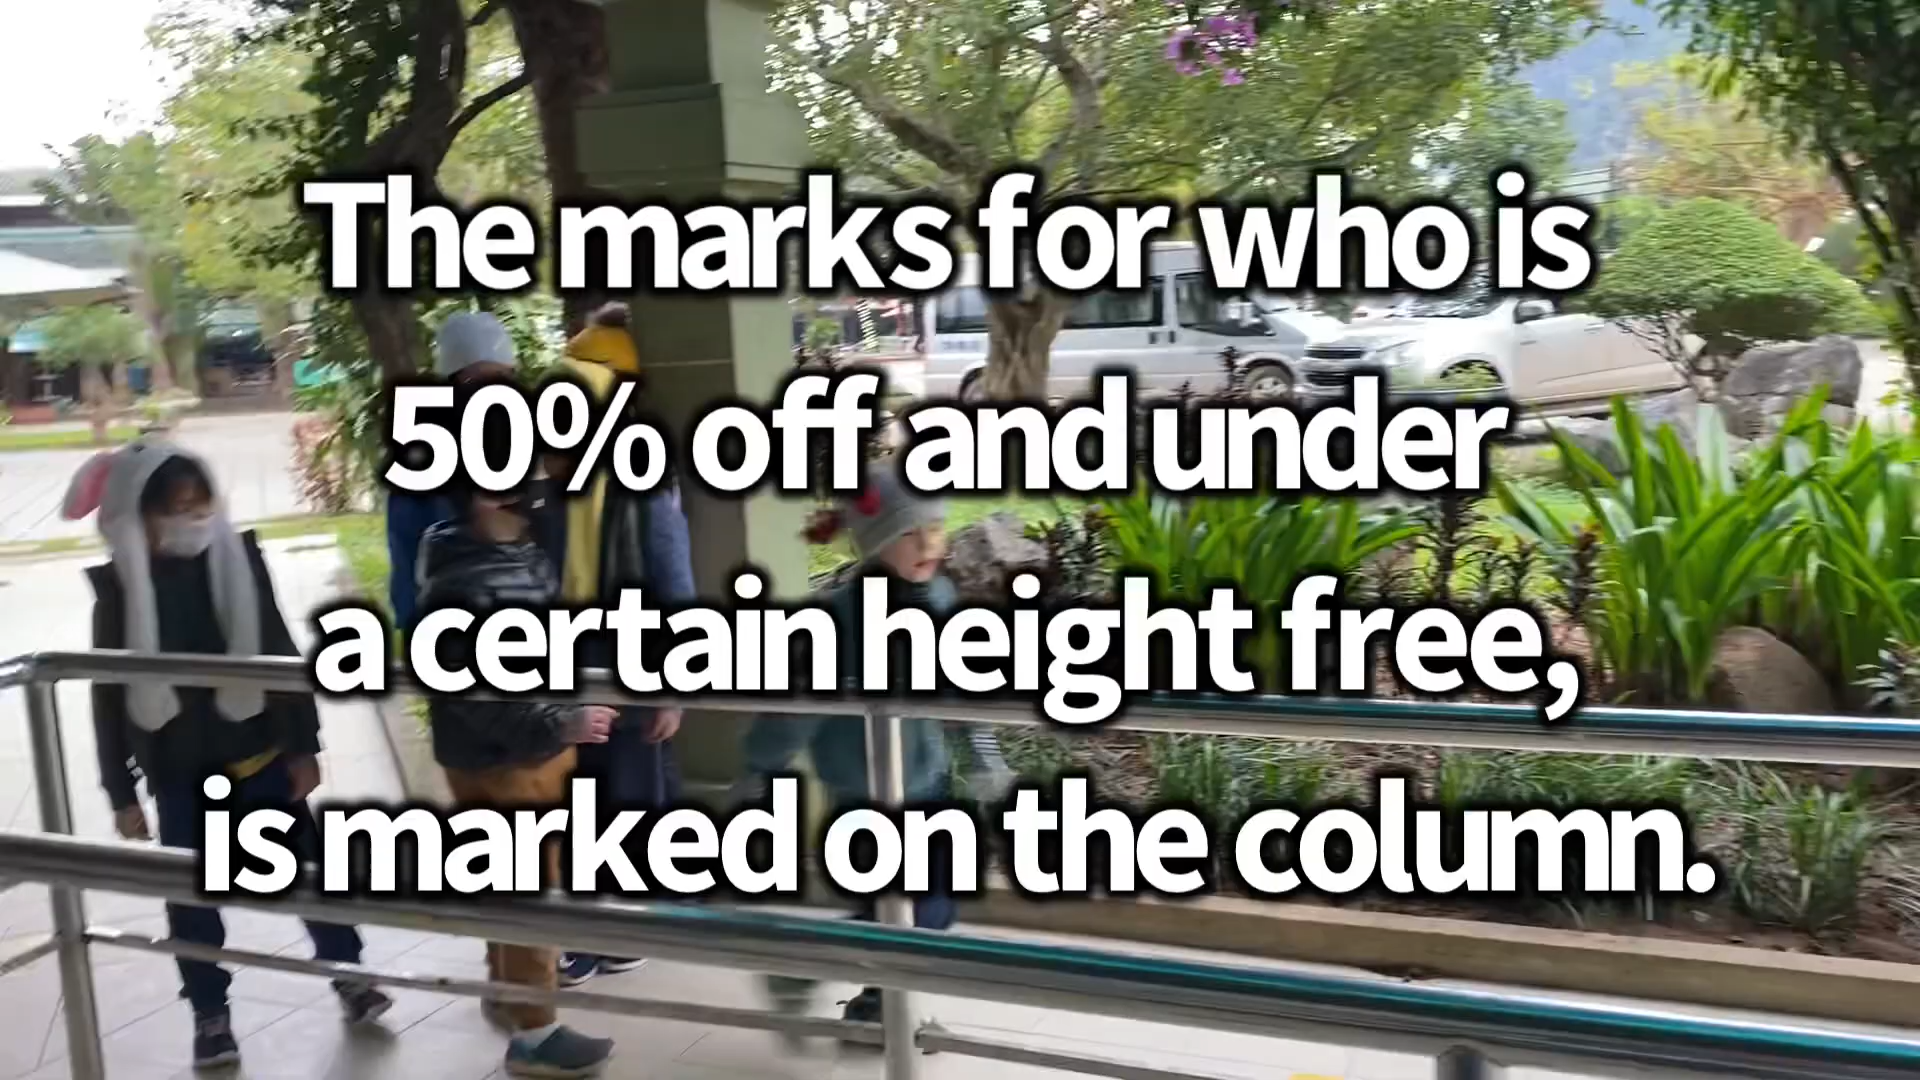 The marks for who is
50% off and under
a certain height free,
is marked on the column.